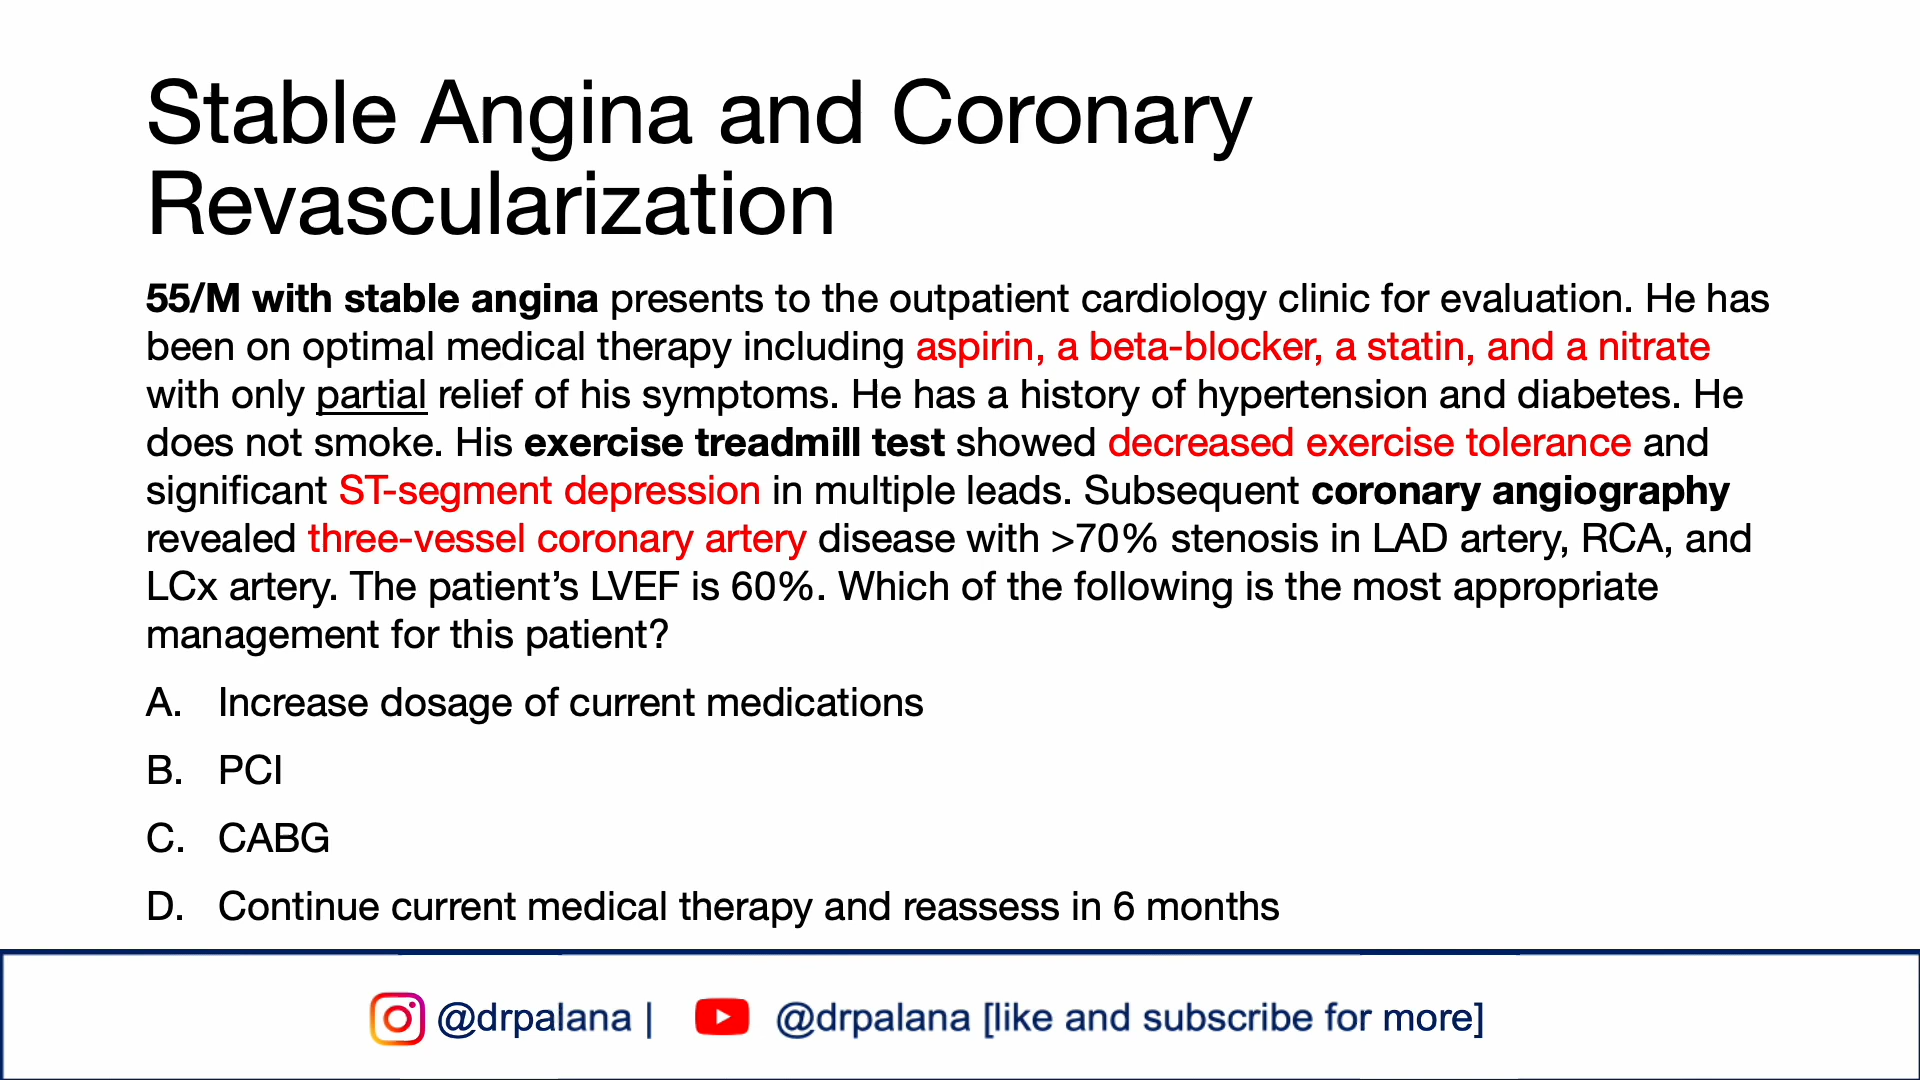 Stable Angina and Coronary
Revascularization
55/M with stable angina presents to the outpatient cardiology clinic for evaluation. He has
been on optimal medical therapy including aspirin, a beta-blocker, a statin, and a nitrate
with only partial relief of his symptoms. He has a history of hypertension and diabetes. He
does not smoke. His exercise treadmill test showed decreased exercise tolerance and
significant ST-segment depression in multiple leads. Subsequent coronary angiography
revealed three-vessel coronary artery disease with >70% stenosis in LAD artery, RCA, and
LCx artery. The patient’s LVEF is 60%. Which of the following is the most appropriate
management for this patient?
A. Increase dosage of current medications
B. PCI
C. CABG
D. Continue current medical therapy and reassess in 6 months
@drpalana | @drpalana [like and subscribe for more]